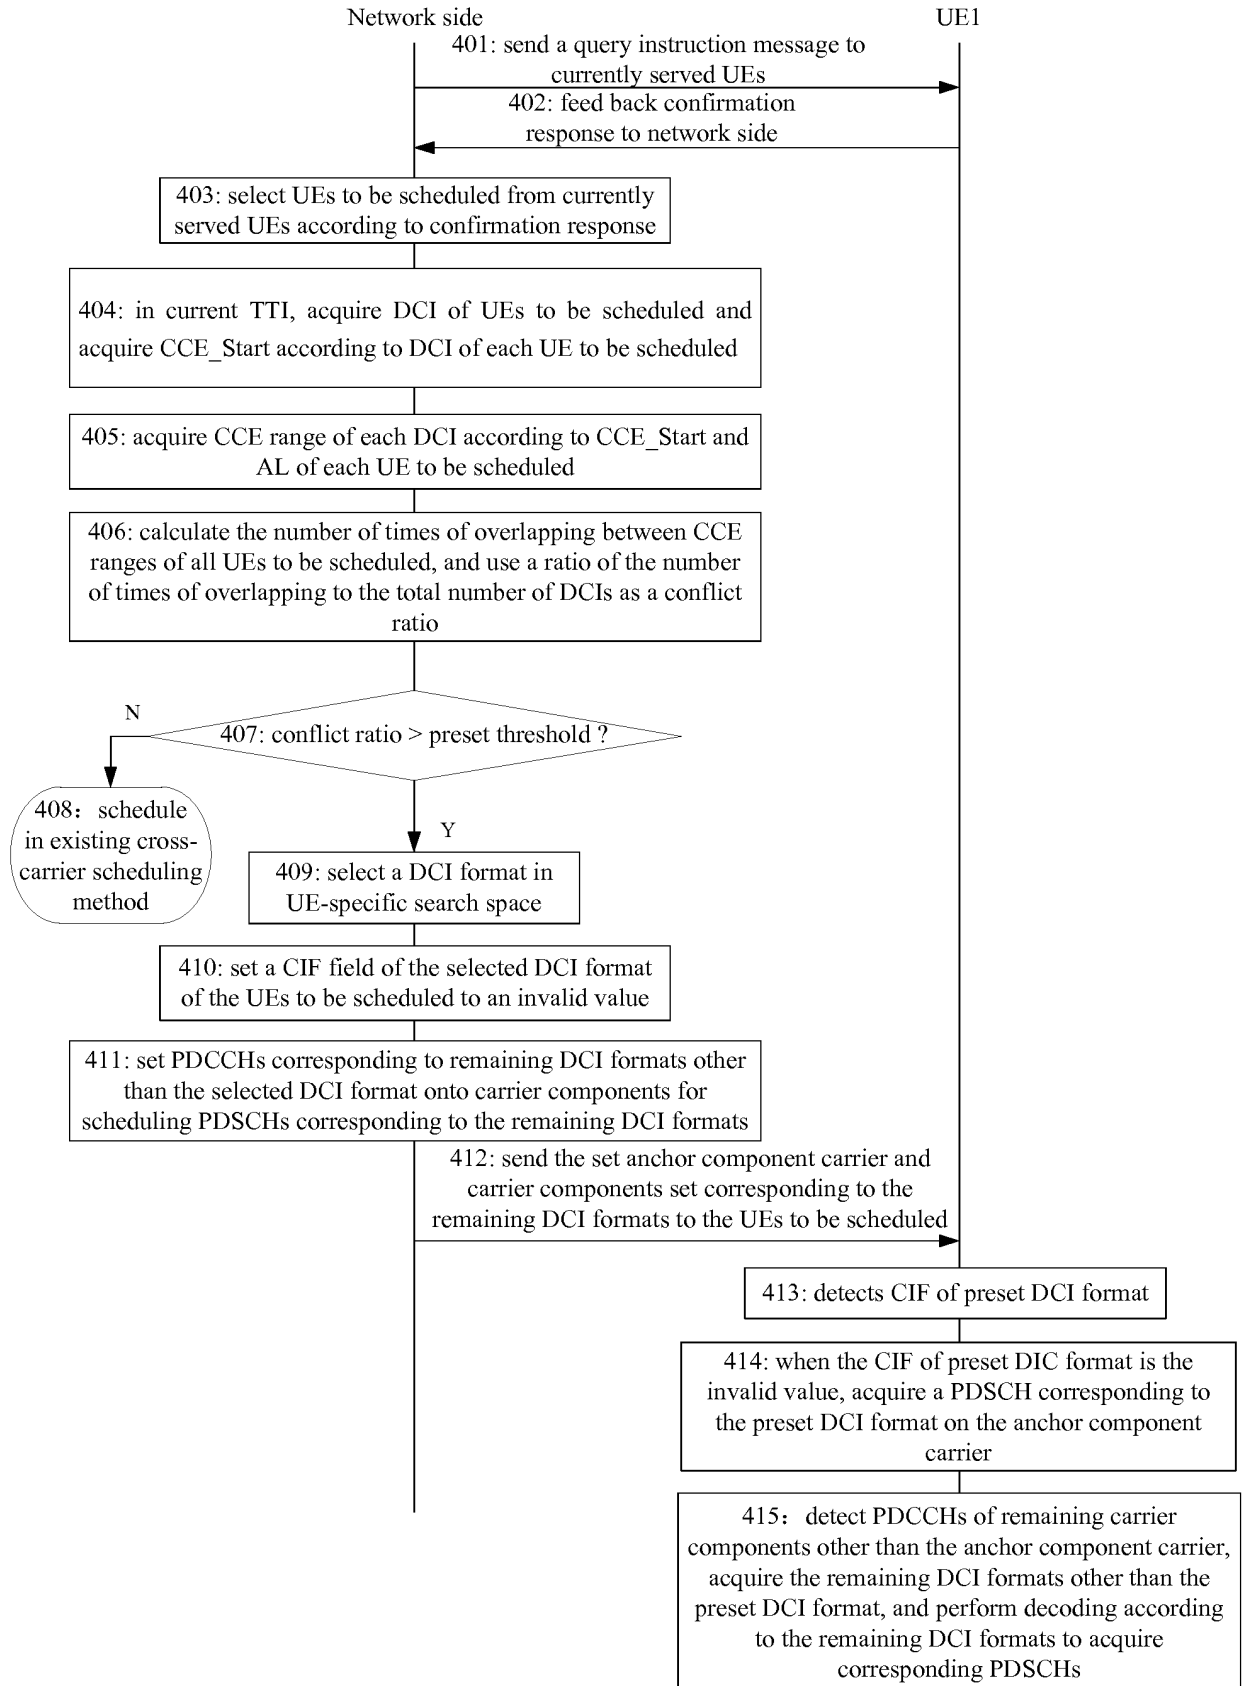 Network side
UE1
401: send a query instruction message to
currently served UEs
402: feed back confirmation
response to network side
403: select UEs to be scheduled from currently
served UEs according to confirmation response
404: in current TTI, acquire DCI of UEs to be scheduled and
acquire CCE_Start according to DCI of each UE to be scheduled
405: acquire CCE range of each DCI according to CCE_Start and
AL of each UE to be scheduled
406: calculate the number of times of overlapping between CCE
ranges of all UEs to be scheduled, and use a ratio of the number
of times of overlapping to the total number of DCIs as a conflict
ratio
N
407: conflict ratio > preset threshold ?
408：schedule
in existing cross-
carrier scheduling
method
Y
409: select a DCI format in
UE-specific search space
410: set a CIF field of the selected DCI format
of the UEs to be scheduled to an invalid value
411: set PDCCHs corresponding to remaining DCI formats other
than the selected DCI format onto carrier components for
scheduling PDSCHs corresponding to the remaining DCI formats
412: send the set anchor component carrier and
carrier components set corresponding to the
remaining DCI formats to the UEs to be scheduled
413: detects CIF of preset DCI format
414: when the CIF of preset DIC format is the
invalid value, acquire a PDSCH corresponding to
the preset DCI format on the anchor component
carrier
415：detect PDCCHs of remaining carrier
components other than the anchor component carrier,
acquire the remaining DCI formats other than the
preset DCI format, and perform decoding according
to the remaining DCI formats to acquire
corresponding PDSCHs